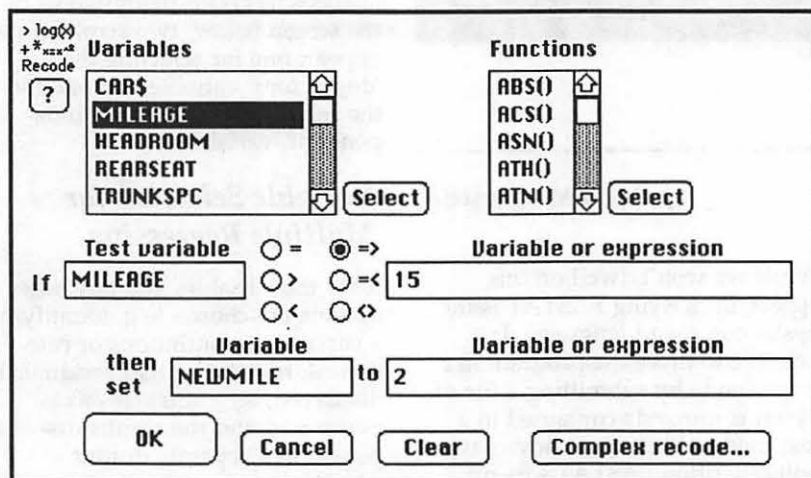 > log(x)
Recode
?
Variables
CAR$
MILEAGE
HEADROOM
REARSEAT
TRUNKSPC
Select
Functions
ABS()
ACS()
ASN()
ATH()
ATN()
Select
Test variable
If MILEAGE
=
=>
>
=<
<
<>
Variable or expression
15
then set
Variable
NEWMILE
to
Variable or expression
2
OK
Cancel
Clear
Complex recode...